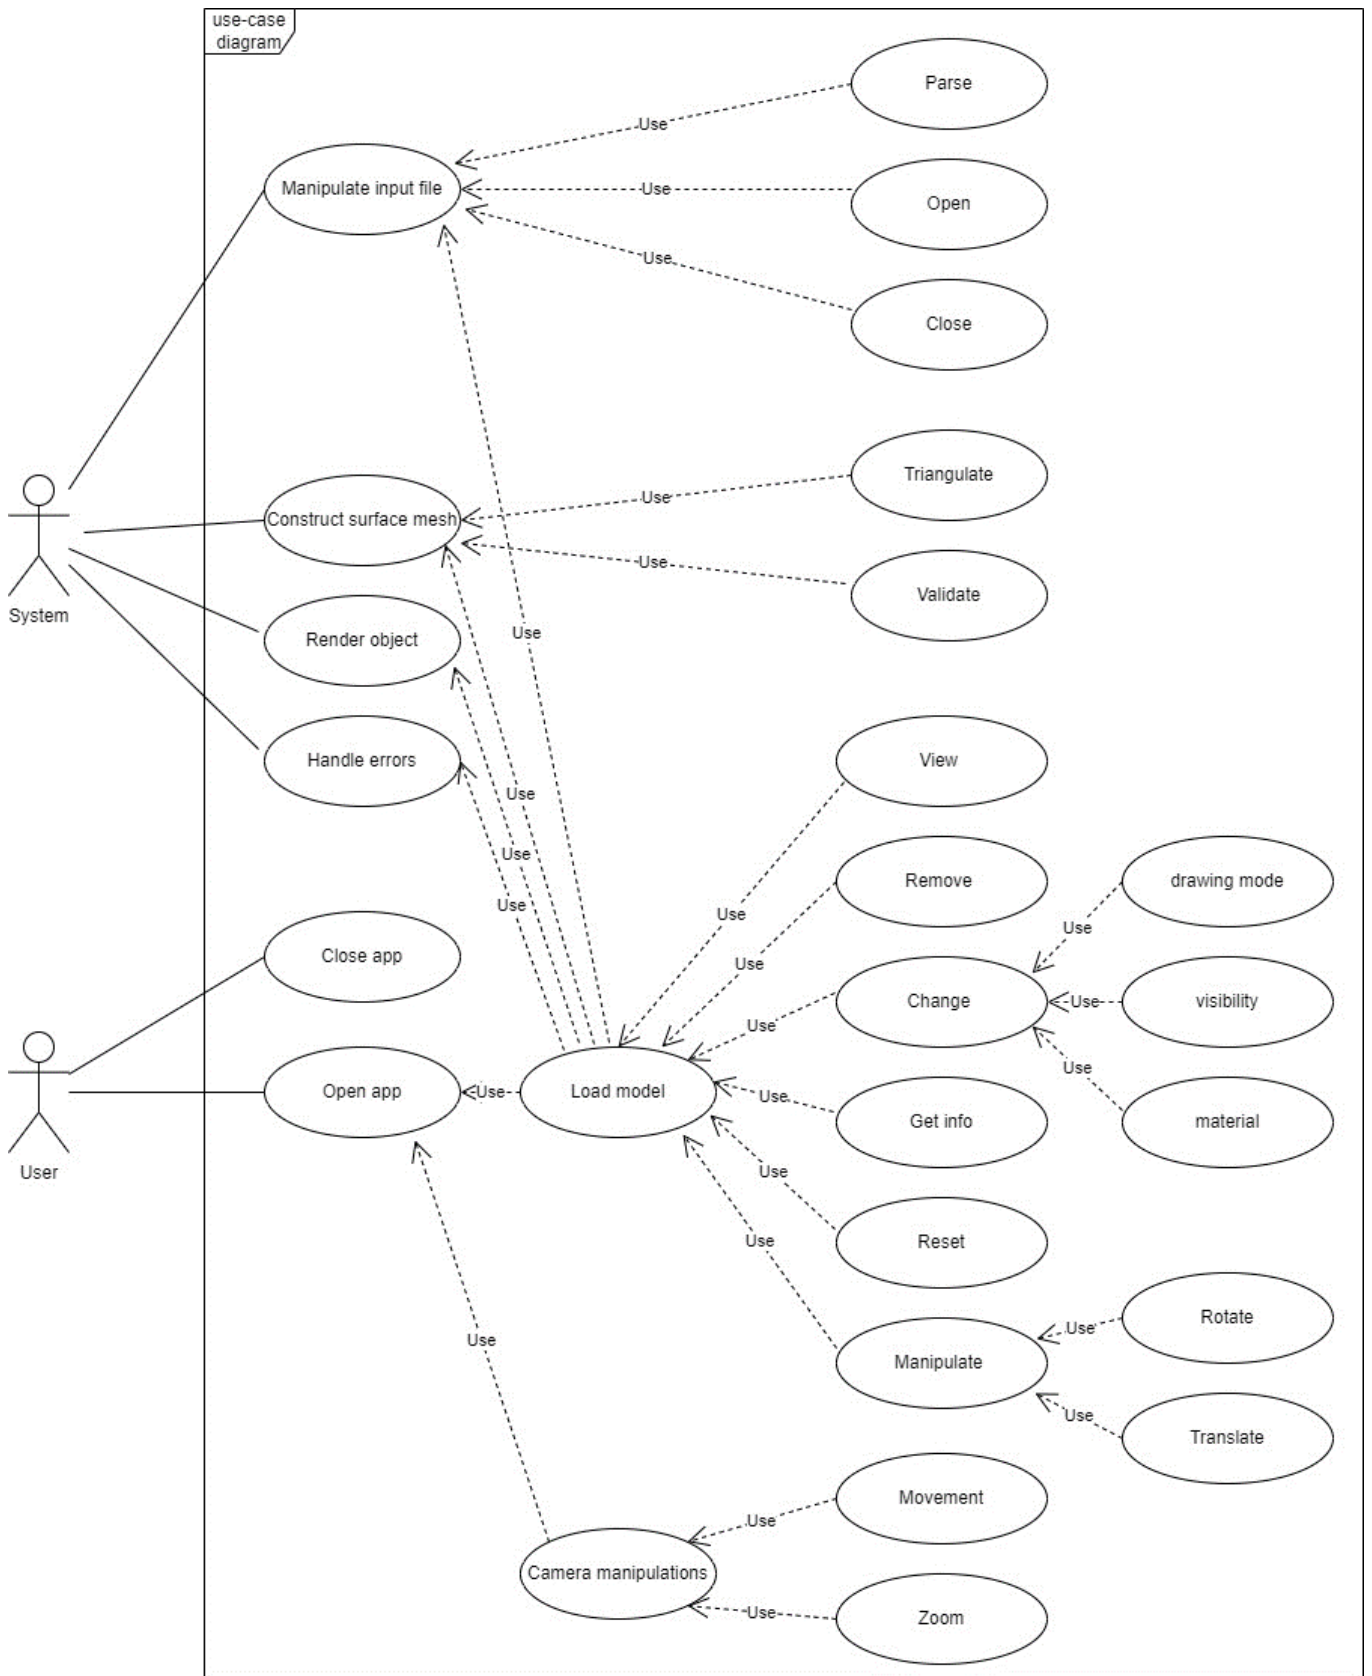 use-case
diagram
Parse
Use
Manipulate input file
Use
Open
Use
Close
Triangulate
Use
Construct surface mesh
Use
Validate
System
Render object
Use
Handle errors
View
Use
Use
Use
Remove
drawing mode
Use
Use
Use
Close app
Use
Change
Use
visibility
Use
Use
Open app
Use
Load model
Use
Get info
material
User
Use
Use
Reset
Use
Rotate
Use
Manipulate
Use
Use
Translate
Movement
Use
Camera manipulations
Use
Zoom